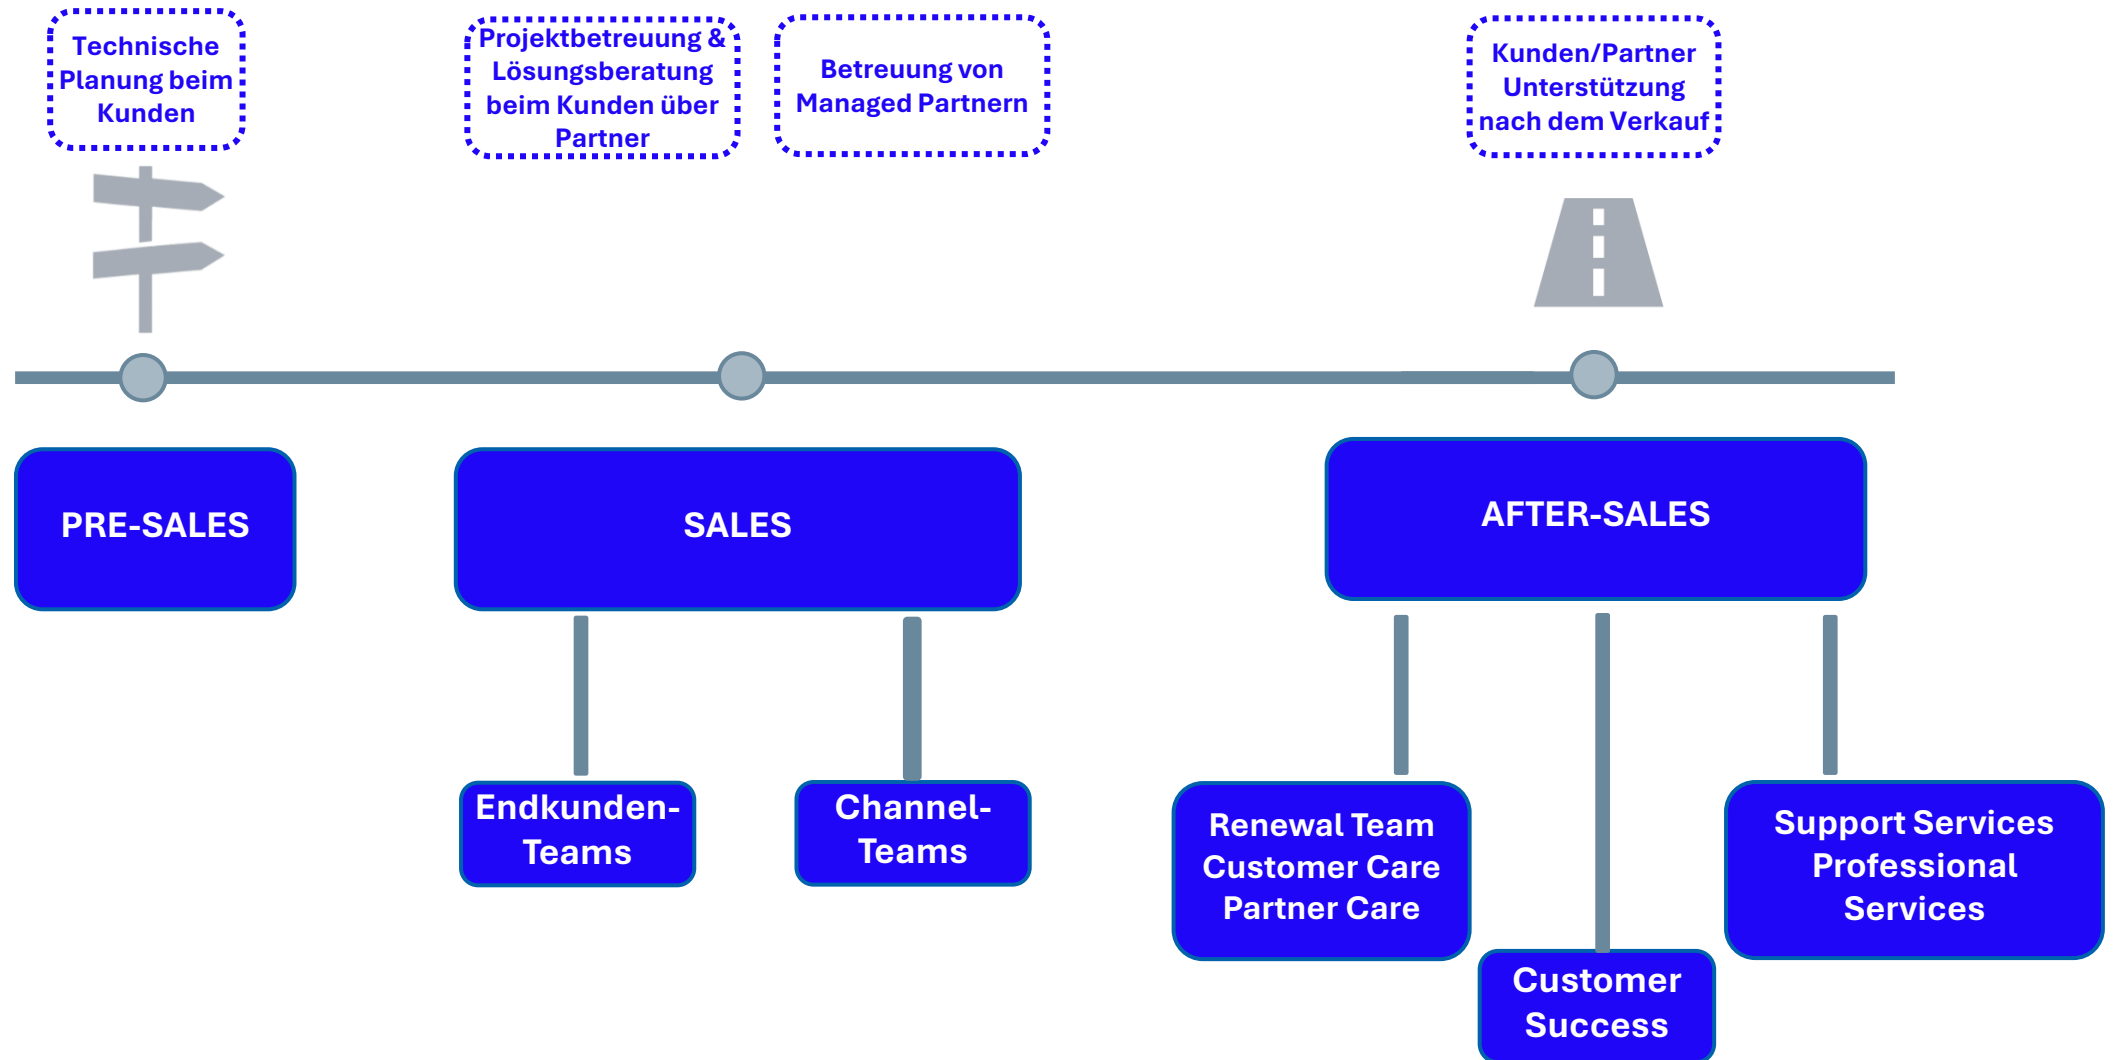 Technische
Planung beim
Kunden
Projektbetreuung &
Lösungsberatung
beim Kunden über
Partner
Betreuung von
Managed Partnern
Kunden/Partner
Unterstützung
nach dem Verkauf
PRE-SALES
SALES
AFTER-SALES
Endkunden-
Teams
Channel-
Teams
Renewal Team
Customer Care
Partner Care
Customer
Success
Support Services
Professional
Services